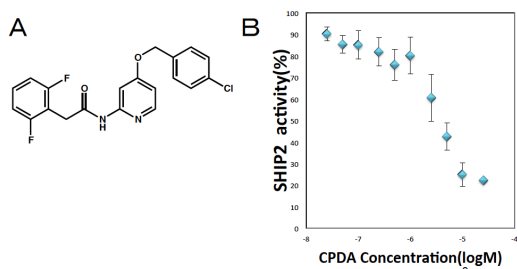 A
B
F
O
Cl
F
N
H
N
O
SHIP2 activity(%)
100
90
80
70
60
50
40
30
20
10
0
-8
-7
-6
-5
-4
CPDA Concentration(logM)